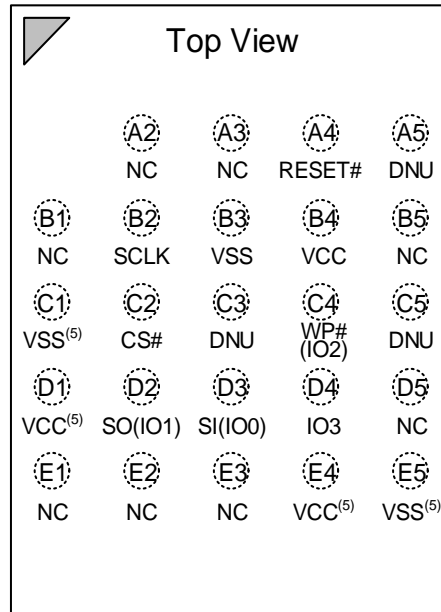 Top View
A2 A3 A4 A5
NC NC RESET# DNU
B1 B2 B3 B4 B5
NC SCLK VSS VCC NC
C1 C2 C3 C4 C5
VSS(5) CS# DNU WP# DNU
(IO2)
D1 D2 D3 D4 D5
VCC(5) SO(IO1) SI(IO0) IO3 NC
E1 E2 E3 E4 E5
NC NC NC VCC(5) VSS(5)